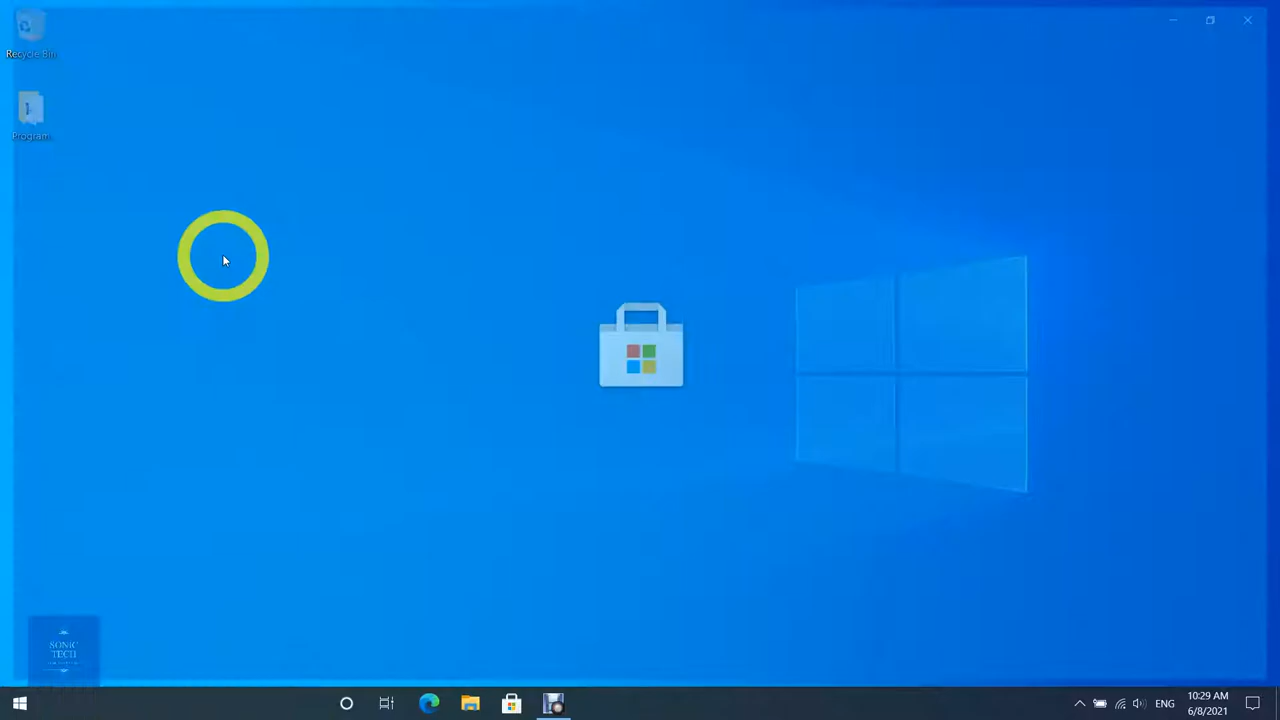 Recycle Bin
Program
SONIC
TECH
ENG
10:29 AM
6/8/2021